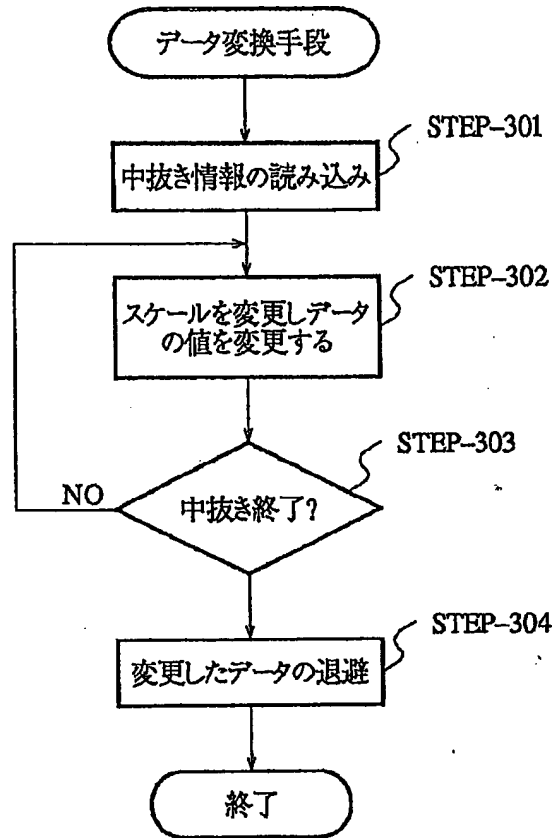 データ変換手段
STEP-301
中抜き情報の読み込み
STEP-302
スケールを変更しデータ
の値を変更する
STEP-303
NO
中抜き終了?
STEP-304
変更したデータの退避
終了